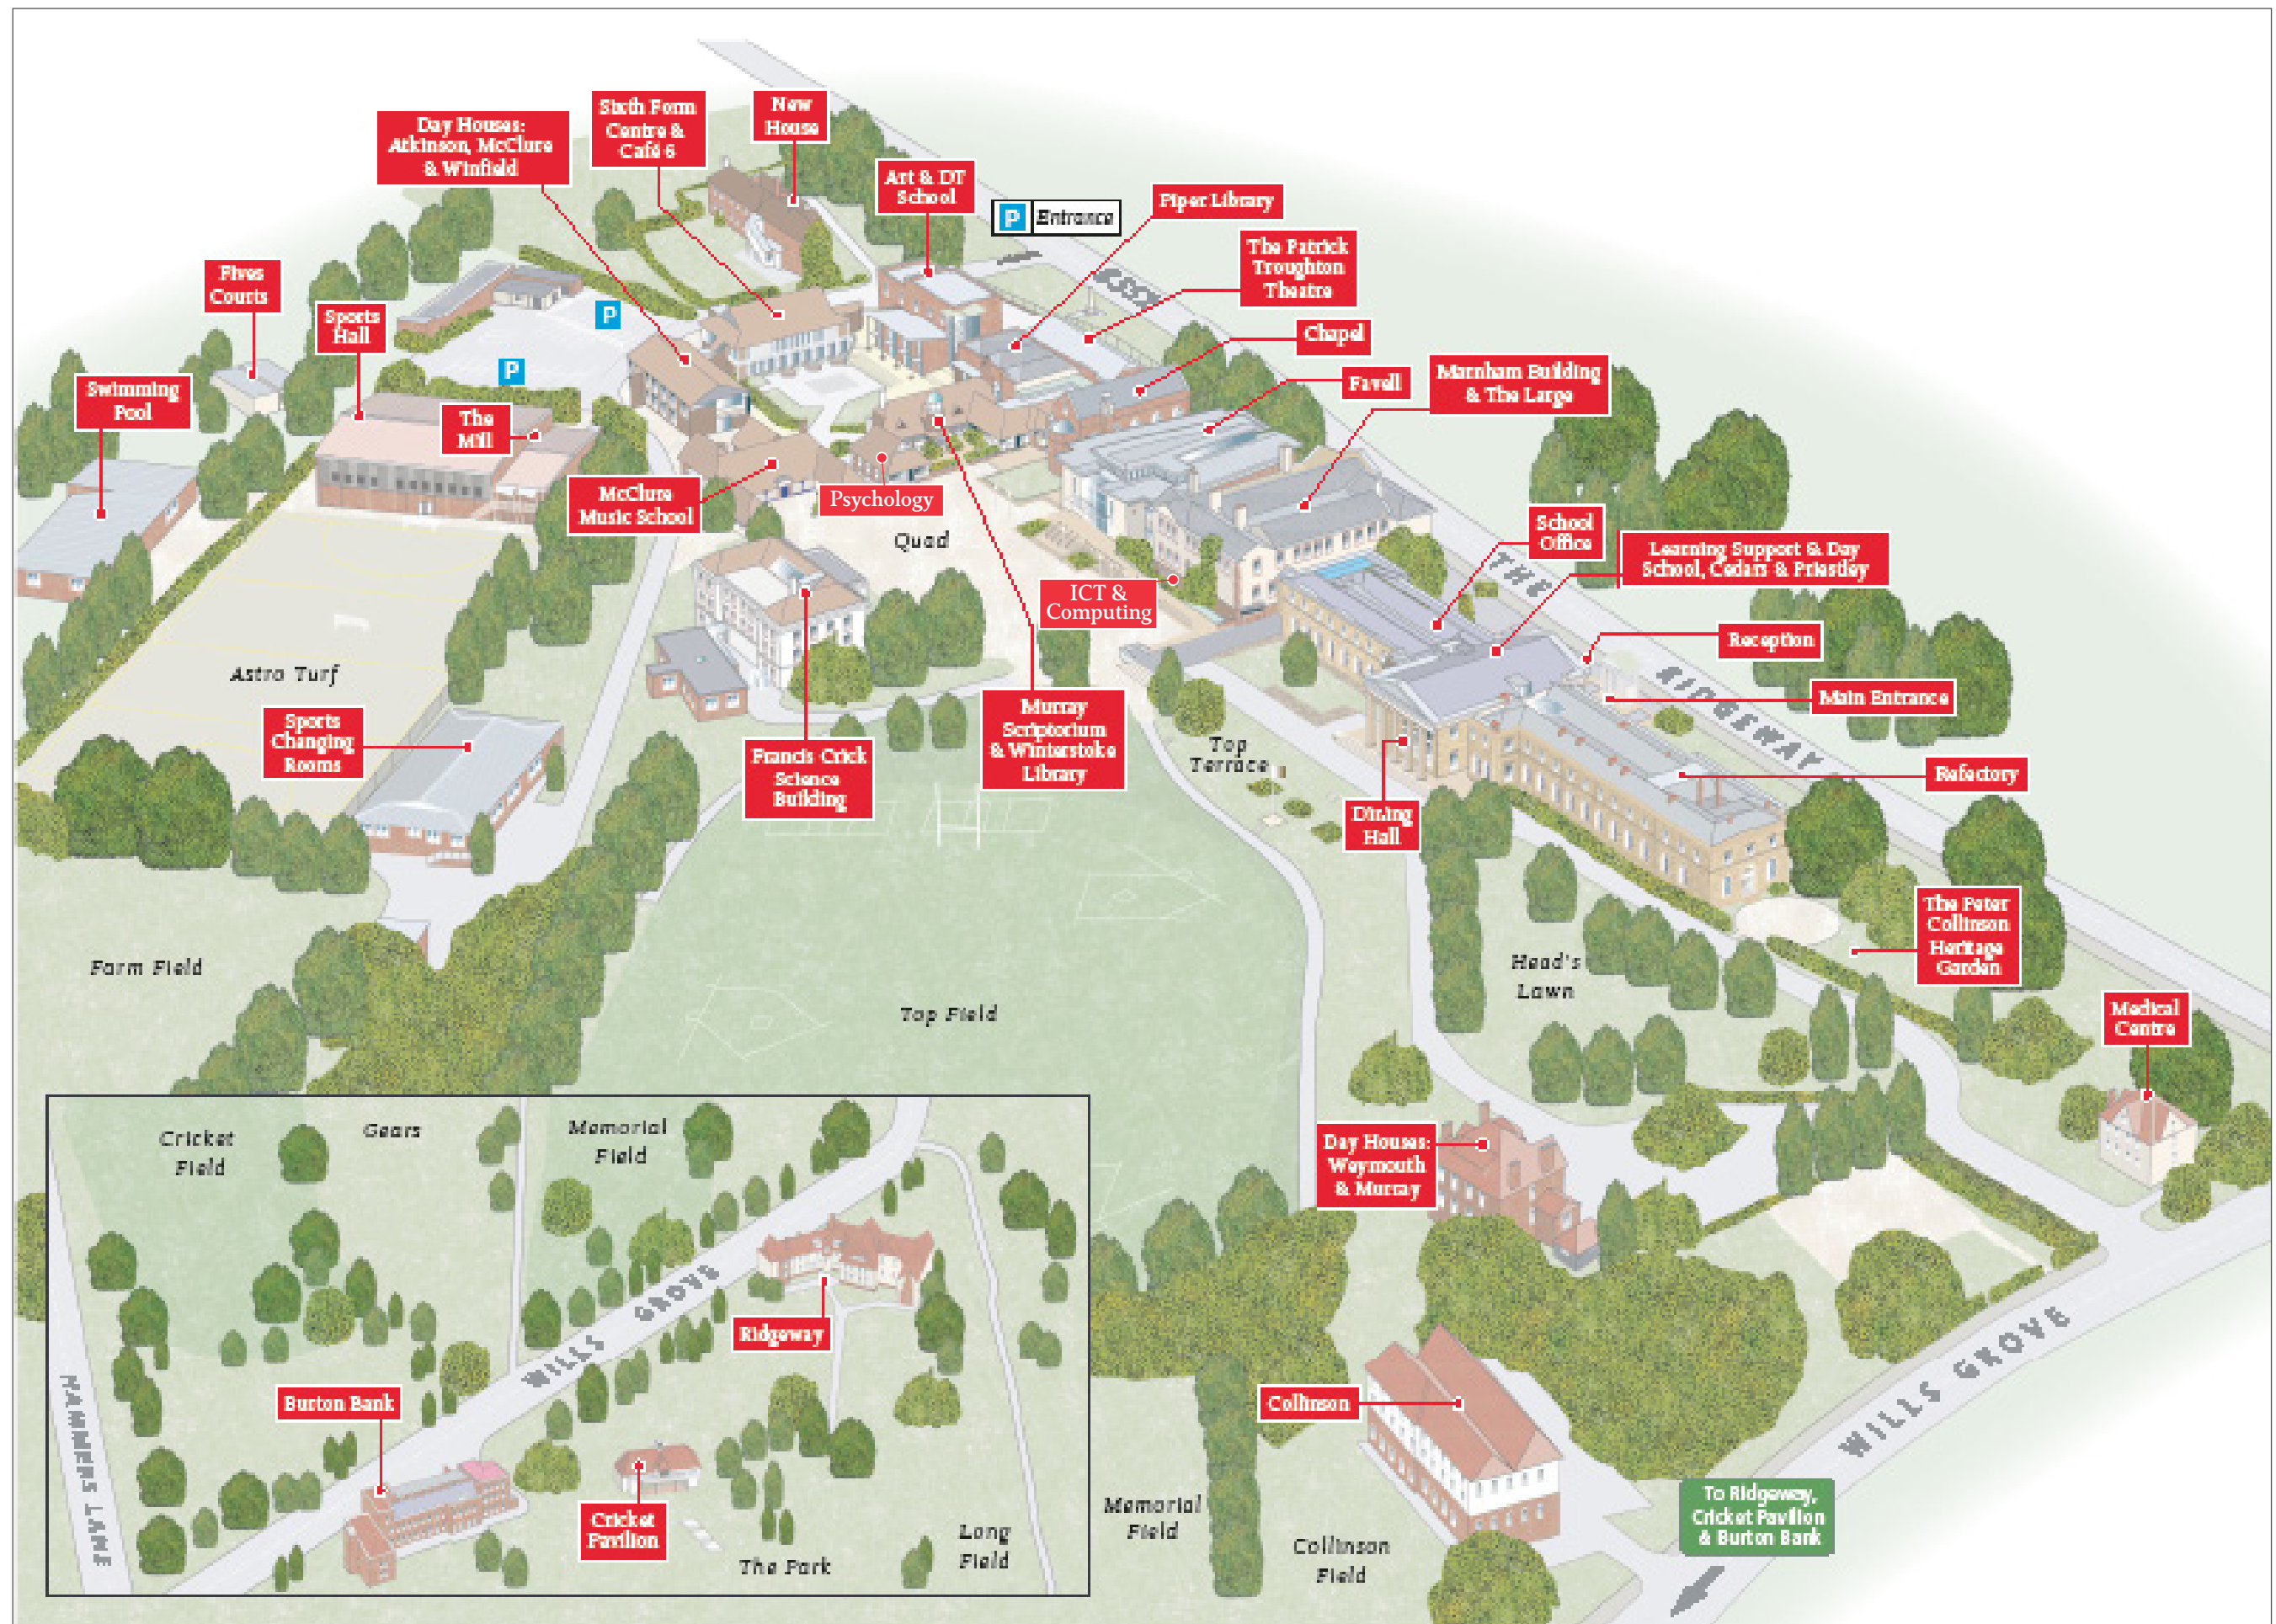 Sixth Form
Centre &
Café 6
New
House
Day Houses:
Atkinson, McClure
& Winfield
Art & DT
School
Piper Library
P Entrance
The Patrick
Troughton
Theatre
Fives
Courts
Sports
Hall
P
P
Chapel
Favell
Marnham Building
& The Large
Swimming
Pool
The
Mill
McClure
Music School
Psychology
Quad
School
Office
Learning Support & Day
School, Cedars & Priestley
THE
RIDGEWAY
ICT &
Computing
Reception
Main Entrance
Astro Turf
Sports
Changing
Rooms
Francis Crick
Science
Building
Murray
Scriptorium
& Winterstoke
Library
Top
Terrace
Dining
Hall
Refectory
The Peter
Collinson
Heritage
Garden
Farm Field
Head's
Lawn
Top Field
Medical
Centre
Day Houses:
Weymouth
& Murray
Cricket
Field
Gears
Memorial
Field
WILLS GROVE
Ridgeway
Burton Bank
HAMMERS LANE
Cricket
Pavilion
The Park
Long
Field
Collinson
Memorial
Field
Collinson
Field
WILLS GROVE
To Ridgeway,
Cricket Pavilion
& Burton Bank